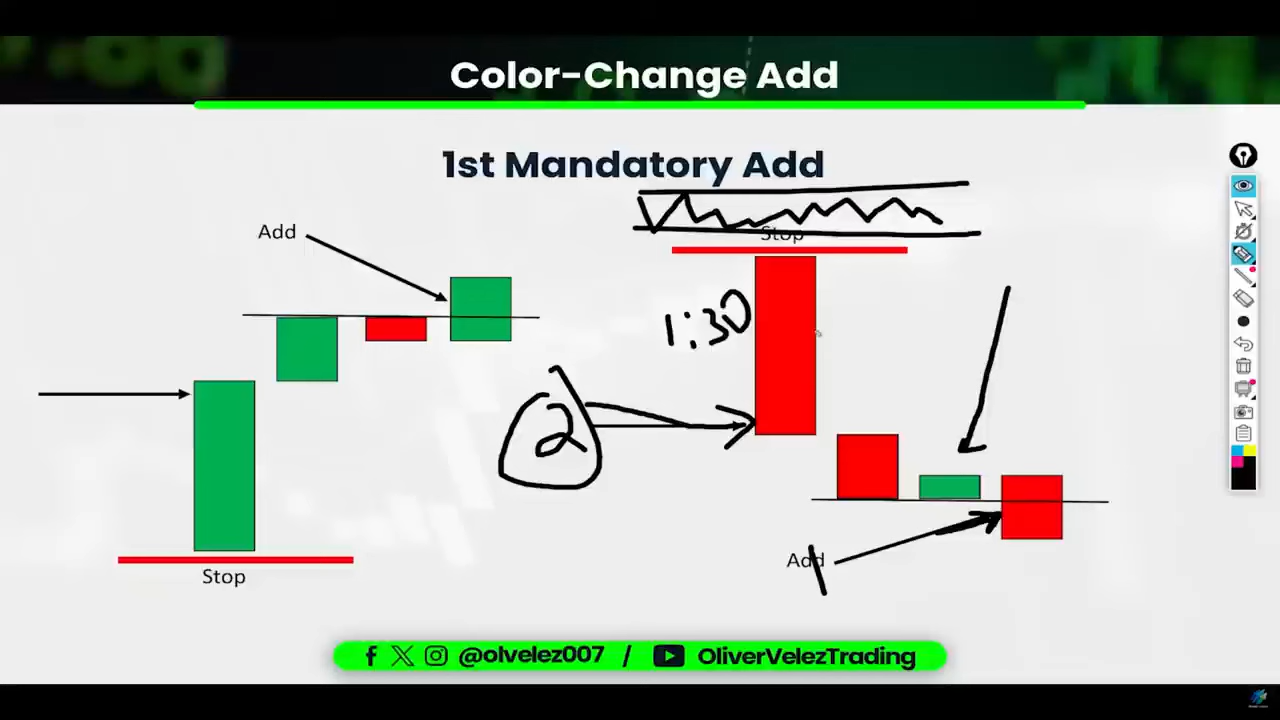 Color-Change Add
1st Mandatory Add
Add
Stop
1:30
2
Add
Stop
@olvelez007 / OliverVelezTrading